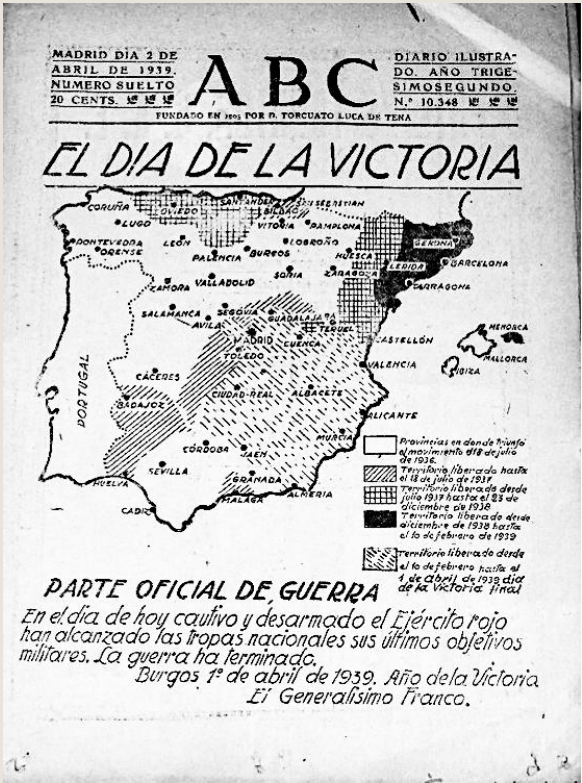 MADRID DIA 2 DE
ABRIL DE 1939.
NUMERO SUELTO
20 CENTS.
ABC
DIARIO ILUSTRA-
DO. AÑO TRIGE-
SIMOSEGUNDO.
N.º 10.348
FUNDADO EN 1905 POR D. TORCUATO LUCA DE TENA
EL DIA DE LA VICTORIA
CORUÑA
OVIEDO
SANTANDER
BILBAO
SAN SEBASTIAN
LUGO
VITORIA
PAMPLONA
PONTEVEDRA
ORENSE
LEÓN
PALENCIA
BURGOS
LOGROÑO
HUESCA
GERONA
LERIDA
BARCELONA
ZARAGOZA
TARRAGONA
ZAMORA
VALLADOLID
SORIA
SALAMANCA
AVILA
SEGOVIA
GUADALAJARA
TERUEL
MADRID
CUENCA
CASTELLÓN
TOLEDO
MENORCA
MALLORCA
IBIZA
VALENCIA
PORTUGAL
CÁCERES
BADAJOZ
CIUDAD-REAL
ALBACETE
ALICANTE
MURCIA
CÓRDOBA
JAEN
SEVILLA
HUELVA
GRANADA
MALAGA
ALMERIA
CADIZ
Provincias en donde triunfo
el movimiento d 18 de julio
de 1936.
Territorio liberado hasta
el 18 de julio de 1937
Territorio liberado desde
julio 1937 hasta el 23 de
diciembre de 1938
Territorio liberado desde
diciembre de 1938 hasta
el 10 de febrero de 1939
Territorio liberado desde
el 10 de febrero hasta el
1 de abril de 1939 dia
de la Victoria final
PARTE OFICIAL DE GUERRA
En el dia de hoy cautivo y desarmado el Ejército rojo
han alcanzado las tropas nacionales sus últimos objetivos
militares. La guerra ha terminado.
Burgos 1º de abril de 1939. Año de la Victoria
El Generalísimo Franco.